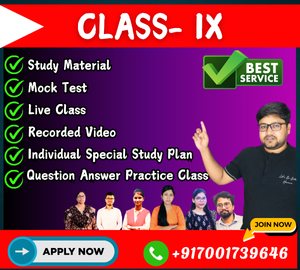 CLASS- IX
Study Material
Mock Test
Live Class
Recorded Video
Individual Special Study Plan
Question Answer Practice Class
BEST
SERVICE
JOIN NOW
APPLY NOW
+917001739646